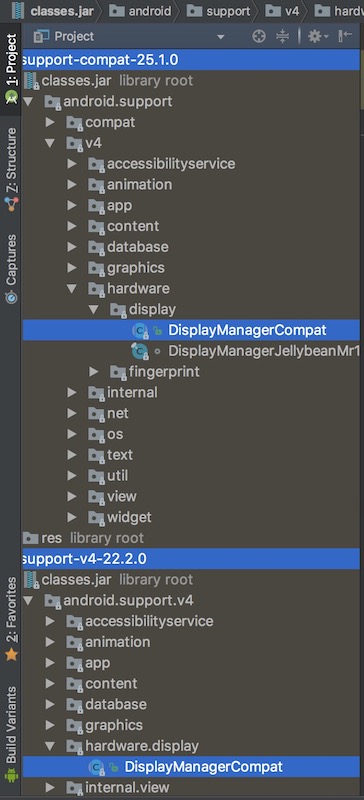 classes.jar android support v4 hardw
Project
support-compat-25.1.0
classes.jar library root
android.support
compat
v4
accessibilityservice
animation
app
content
database
graphics
hardware
display
DisplayManagerCompat
DisplayManagerJellybeanMr1
fingerprint
internal
net
os
text
util
view
widget
res library root
support-v4-22.2.0
classes.jar library root
android.support.v4
accessibilityservice
animation
app
content
database
graphics
hardware.display
DisplayManagerCompat
internal.view
1: Project
7: Structure
Captures
2: Favorites
Build Variants